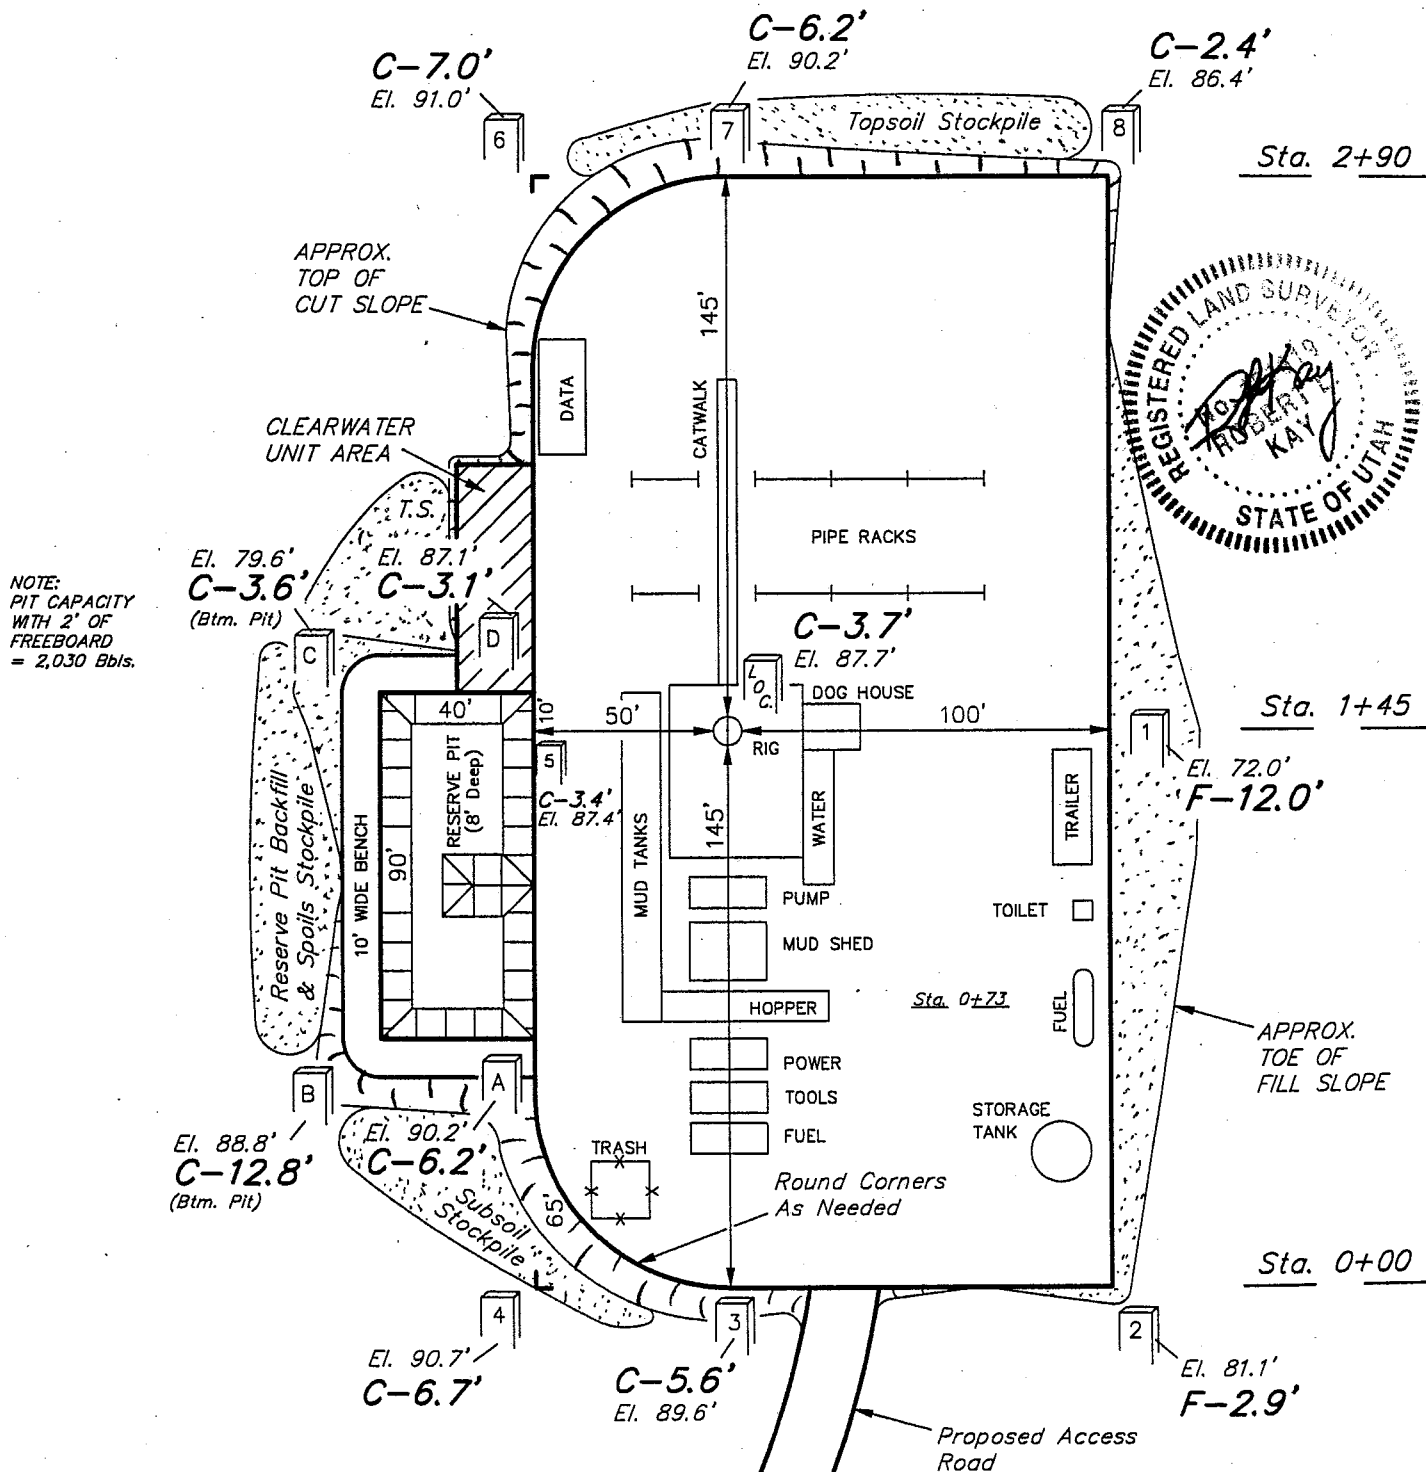 C-6.2'
El. 90.2'
C-7.0'
El. 91.0'
C-2.4'
El. 86.4'
6
7
8
Topsoil Stockpile
Sta. 2+90
APPROX.
TOP OF
CUT SLOPE
145'
REGISTERED LAND SURVEYOR
ROBERT L.
KAY
STATE OF UTAH
DATA
CATWALK
CLEARWATER
UNIT AREA
T.S.
PIPE RACKS
El. 79.6'
C-3.6'
(Btm. Pit)
El. 87.1'
C-3.1'
NOTE:
PIT CAPACITY
WITH 2' OF
FREEBOARD
= 2,030 Bbls.
C
D
C-3.7'
El. 87.7'
LOC.
DOG HOUSE
40'
10'
50'
100'
RIG
Sta. 1+45
1
El. 72.0'
F-12.0'
5
C-3.4'
El. 87.4'
RESERVE PIT
(8' Deep)
90'
10' WIDE BENCH
Reserve Pit Backfill
& Spoils Stockpile
MUD TANKS
145'
WATER
TRAILER
PUMP
TOILET
MUD SHED
HOPPER
Sta. 0+73
FUEL
APPROX.
TOE OF
FILL SLOPE
POWER
TOOLS
FUEL
STORAGE
TANK
B
A
El. 88.8'
C-12.8'
(Btm. Pit)
El. 90.2'
C-6.2'
TRASH
65'
Subsoil
Stockpile
Round Corners
As Needed
Sta. 0+00
4
3
2
El. 90.7'
C-6.7'
C-5.6'
El. 89.6'
El. 81.1'
F-2.9'
Proposed Access
Road